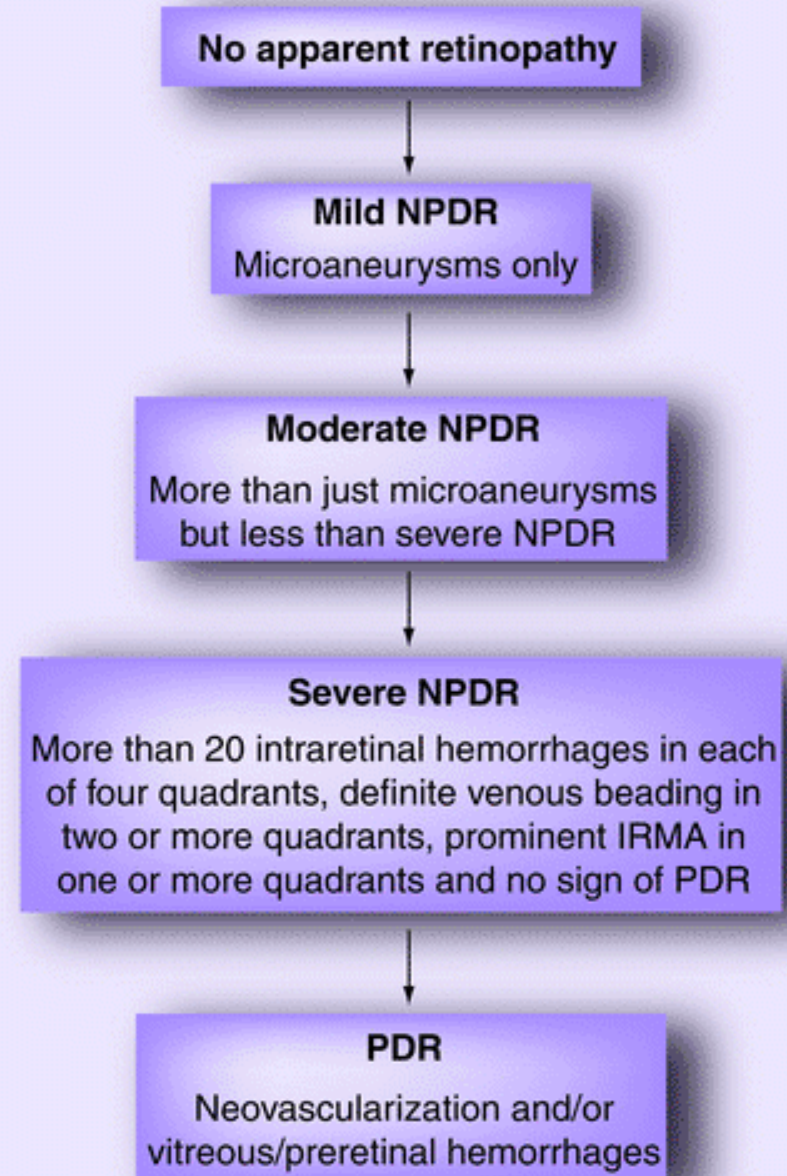 No apparent retinopathy
Mild NPDR
Microaneurysms only
Moderate NPDR
More than just microaneurysms
but less than severe NPDR
Severe NPDR
More than 20 intraretinal hemorrhages in each
of four quadrants, definite venous beading in
two or more quadrants, prominent IRMA in
one or more quadrants and no sign of PDR
PDR
Neovascularization and/or
vitreous/preretinal hemorrhages